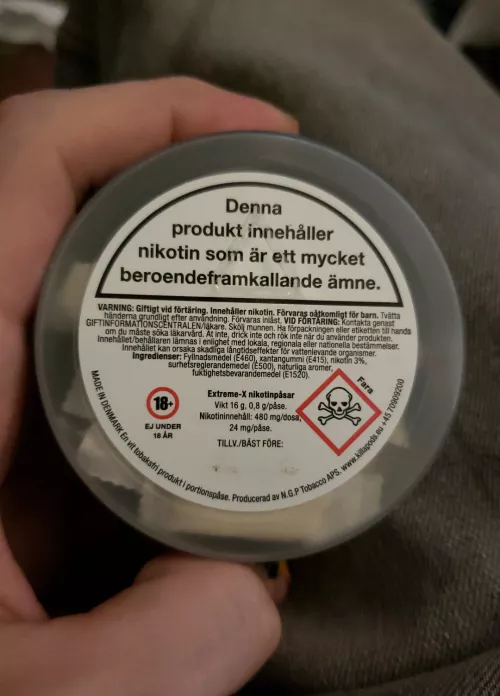 Denna
produkt innehåller
nikotin som är ett mycket
beroendeframkallande ämne.
VARNING: Giftigt vid förtäring. Innehåller nikotin. Förvaras oåtkomligt för barn. Tvätta
händerna grundligt efter användning. Förvaras inlåst. VID FÖRTÄRING: Kontakta genast
GIFTINFORMATIONSCENTRALEN/läkare. Skölj munnen. Ha förpackningen eller etiketten till hands
om du måste söka läkarvård. Ät inte, drick inte och rök inte när du använder produkten.
Innehållet/behållaren lämnas i enlighet med lokala, regionala eller nationella bestämmelser.
Innehållet kan orsaka skadliga långtidseffekter för vattenlevande organismer.
Ingredienser: Fyllnadsmedel (E460), xantangummi (E415), nikotin 3%,
surhetsreglerandemedel (E500), naturliga aromer,
fuktighetsbevarandemedel (E1520).
18+
EJ UNDER
18 ÅR
Extreme-X nikotinpåsar
Vikt 16 g, 0,8 g/påse.
Nikotininnehåll: 480 mg/dosa,
24 mg/påse.
TILLV./BÄST FÖRE:
Fara
MADE IN DENMARK En vit tobaksfri produkt i portionspåse. Producerad av N.G.P Tobacco APS. www.killapods.eu +45 70909200